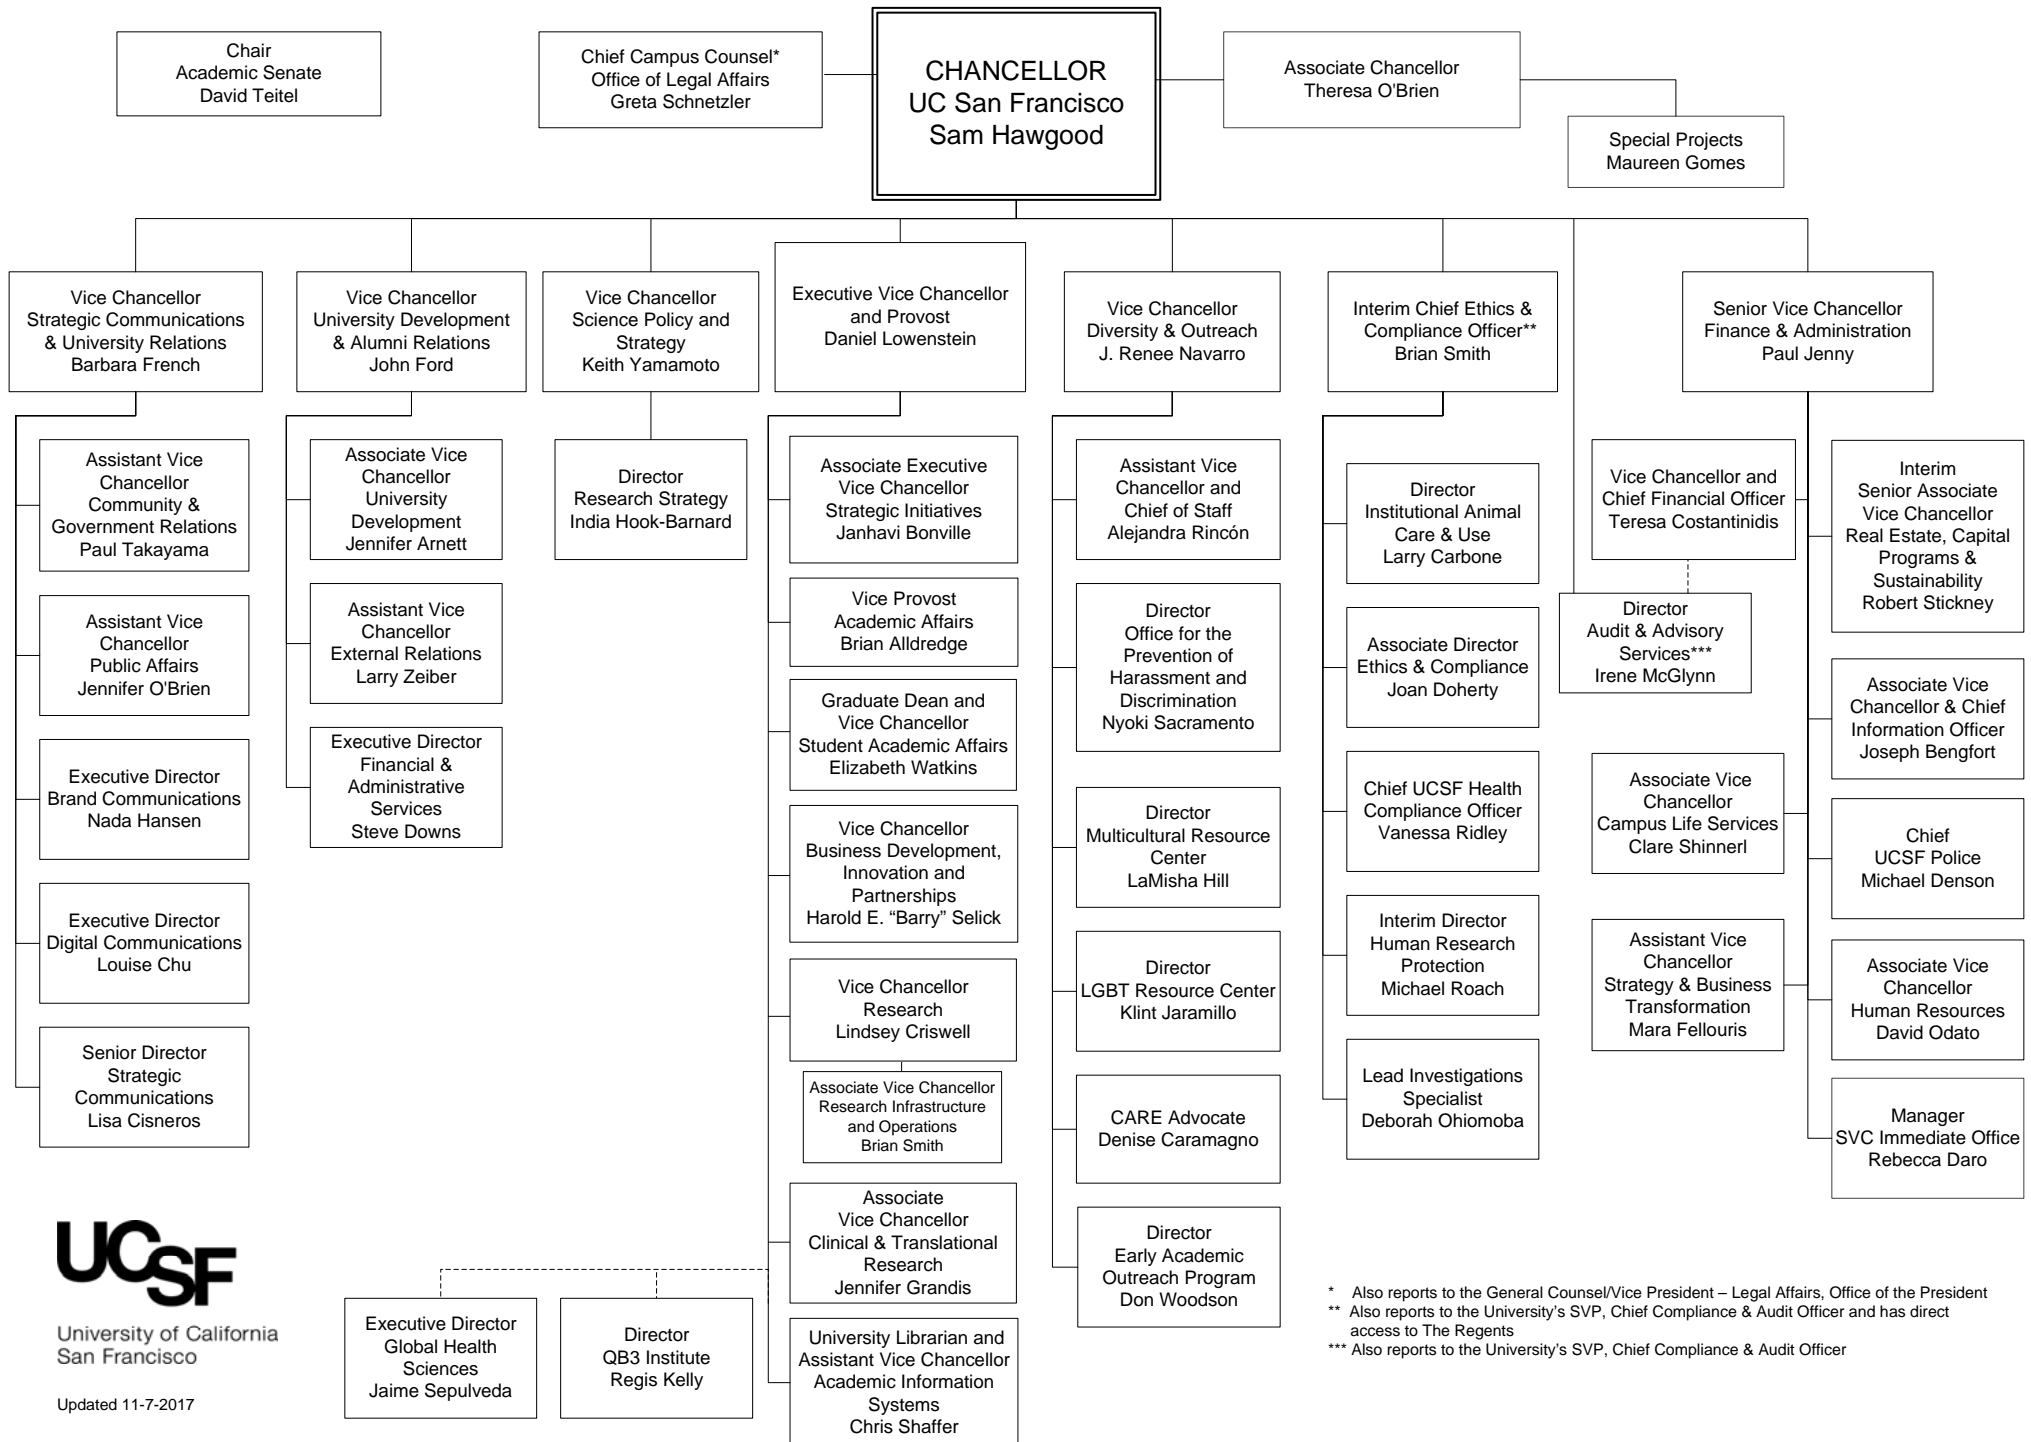 Chair
Academic Senate
David Teitel
Chief Campus Counsel*
Office of Legal Affairs
Greta Schnetzler
CHANCELLOR
UC San Francisco
Sam Hawgood
Associate Chancellor
Theresa O'Brien
Special Projects
Maureen Gomes
Vice Chancellor
Strategic Communications
& University Relations
Barbara French
Vice Chancellor
University Development
& Alumni Relations
John Ford
Vice Chancellor
Science Policy and
Strategy
Keith Yamamoto
Executive Vice Chancellor
and Provost
Daniel Lowenstein
Vice Chancellor
Diversity & Outreach
J. Renee Navarro
Interim Chief Ethics &
Compliance Officer**
Brian Smith
Senior Vice Chancellor
Finance & Administration
Paul Jenny
Assistant Vice
Chancellor
Community &
Government Relations
Paul Takayama
Assistant Vice
Chancellor
Public Affairs
Jennifer O'Brien
Executive Director
Brand Communications
Nada Hansen
Executive Director
Digital Communications
Louise Chu
Senior Director
Strategic
Communications
Lisa Cisneros
Associate Vice
Chancellor
University
Development
Jennifer Arnett
Assistant Vice
Chancellor
External Relations
Larry Zeiber
Executive Director
Financial &
Administrative
Services
Steve Downs
Director
Research Strategy
India Hook-Barnard
Associate Executive
Vice Chancellor
Strategic Initiatives
Janhavi Bonville
Vice Provost
Academic Affairs
Brian Alldredge
Graduate Dean and
Vice Chancellor
Student Academic Affairs
Elizabeth Watkins
Vice Chancellor
Business Development,
Innovation and
Partnerships
Harold E. “Barry” Selick
Vice Chancellor
Research
Lindsey Criswell
Associate Vice Chancellor
Research Infrastructure
and Operations
Brian Smith
Associate
Vice Chancellor
Clinical & Translational
Research
Jennifer Grandis
University Librarian and
Assistant Vice Chancellor
Academic Information
Systems
Chris Shaffer
Executive Director
Global Health
Sciences
Jaime Sepulveda
Director
QB3 Institute
Regis Kelly
Assistant Vice
Chancellor and
Chief of Staff
Alejandra Rincón
Director
Office for the
Prevention of
Harassment and
Discrimination
Nyoki Sacramento
Director
Multicultural Resource
Center
LaMisha Hill
Director
LGBT Resource Center
Klint Jaramillo
CARE Advocate
Denise Caramagno
Director
Early Academic
Outreach Program
Don Woodson
Director
Institutional Animal
Care & Use
Larry Carbone
Associate Director
Ethics & Compliance
Joan Doherty
Chief UCSF Health
Compliance Officer
Vanessa Ridley
Interim Director
Human Research
Protection
Michael Roach
Lead Investigations
Specialist
Deborah Ohiomoba
Vice Chancellor and
Chief Financial Officer
Teresa Costantinidis
Director
Audit & Advisory
Services***
Irene McGlynn
Associate Vice
Chancellor
Campus Life Services
Clare Shinnerl
Assistant Vice
Chancellor
Strategy & Business
Transformation
Mara Fellouris
Interim
Senior Associate
Vice Chancellor
Real Estate, Capital
Programs &
Sustainability
Robert Stickney
Associate Vice
Chancellor & Chief
Information Officer
Joseph Bengfort
Chief
UCSF Police
Michael Denson
Associate Vice
Chancellor
Human Resources
David Odato
Manager
SVC Immediate Office
Rebecca Daro
UCSF
University of California
San Francisco
Updated 11-7-2017
* Also reports to the General Counsel/Vice President – Legal Affairs, Office of the President
** Also reports to the University’s SVP, Chief Compliance & Audit Officer and has direct
access to The Regents
*** Also reports to the University’s SVP, Chief Compliance & Audit Officer